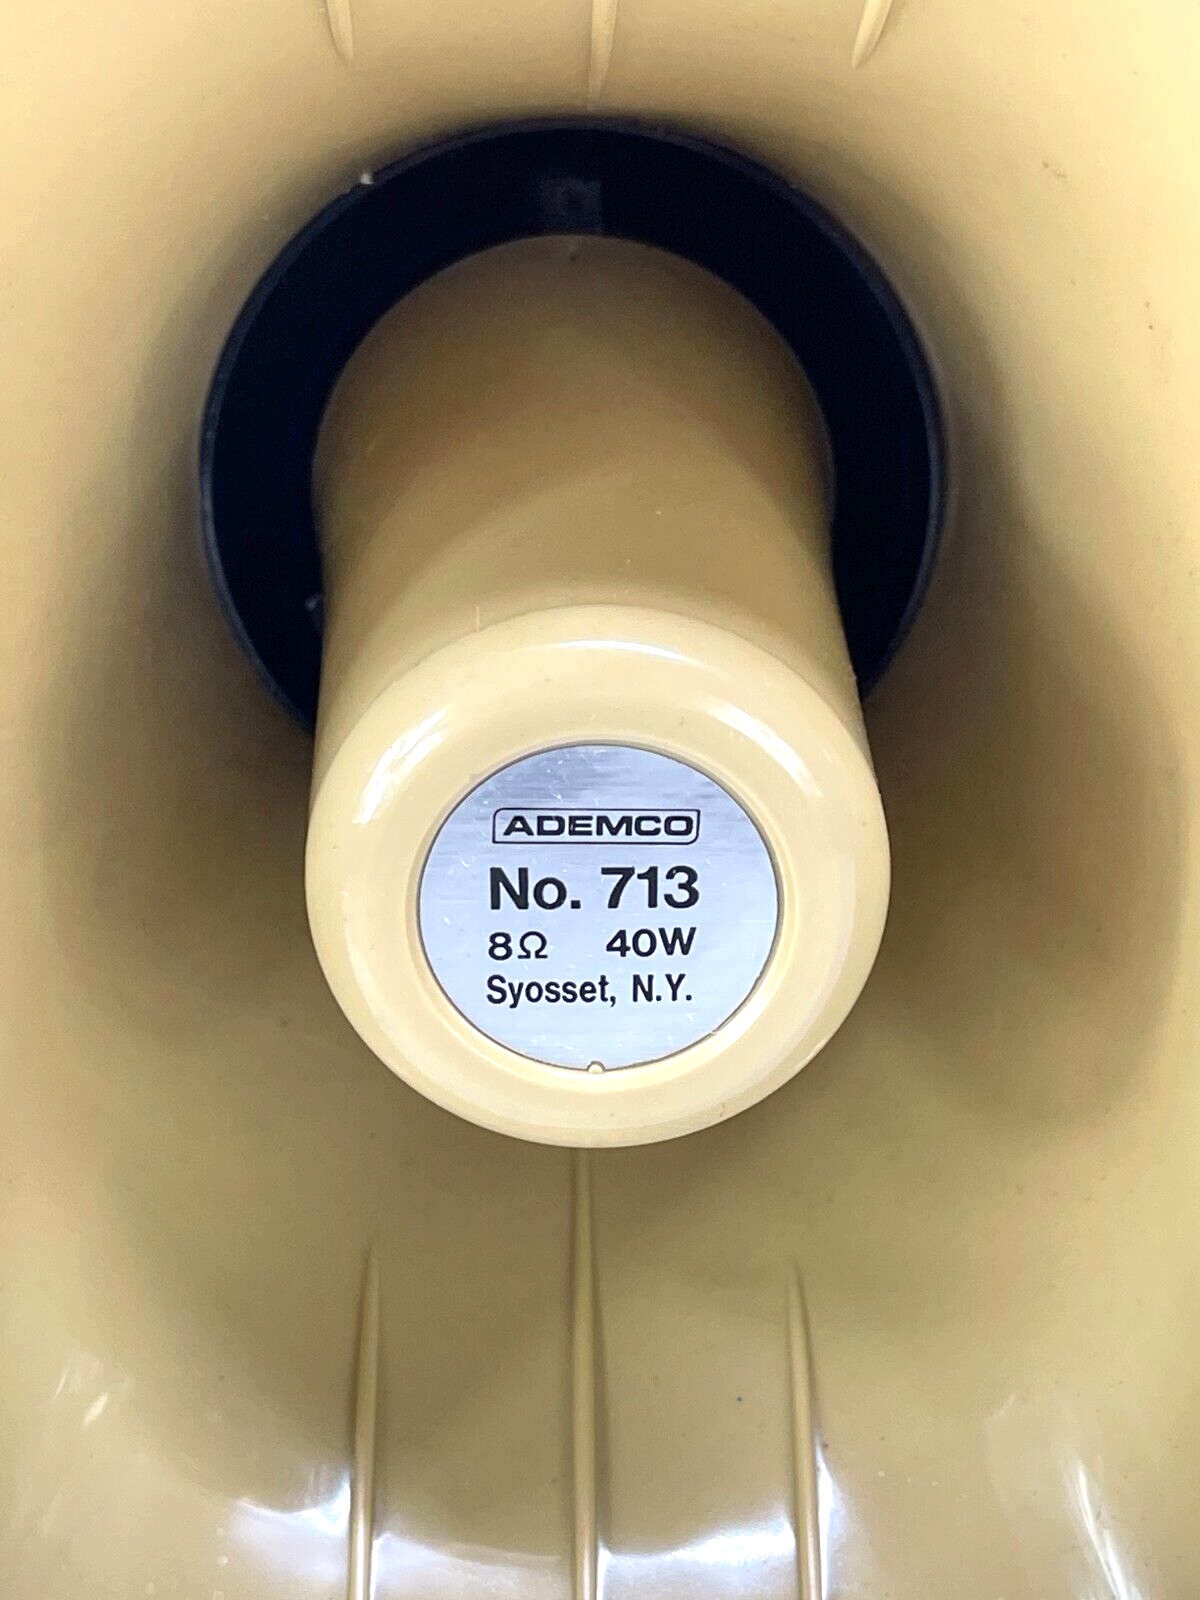 ADEMCO
No. 713
8Ω 40W
Syosset, N.Y.